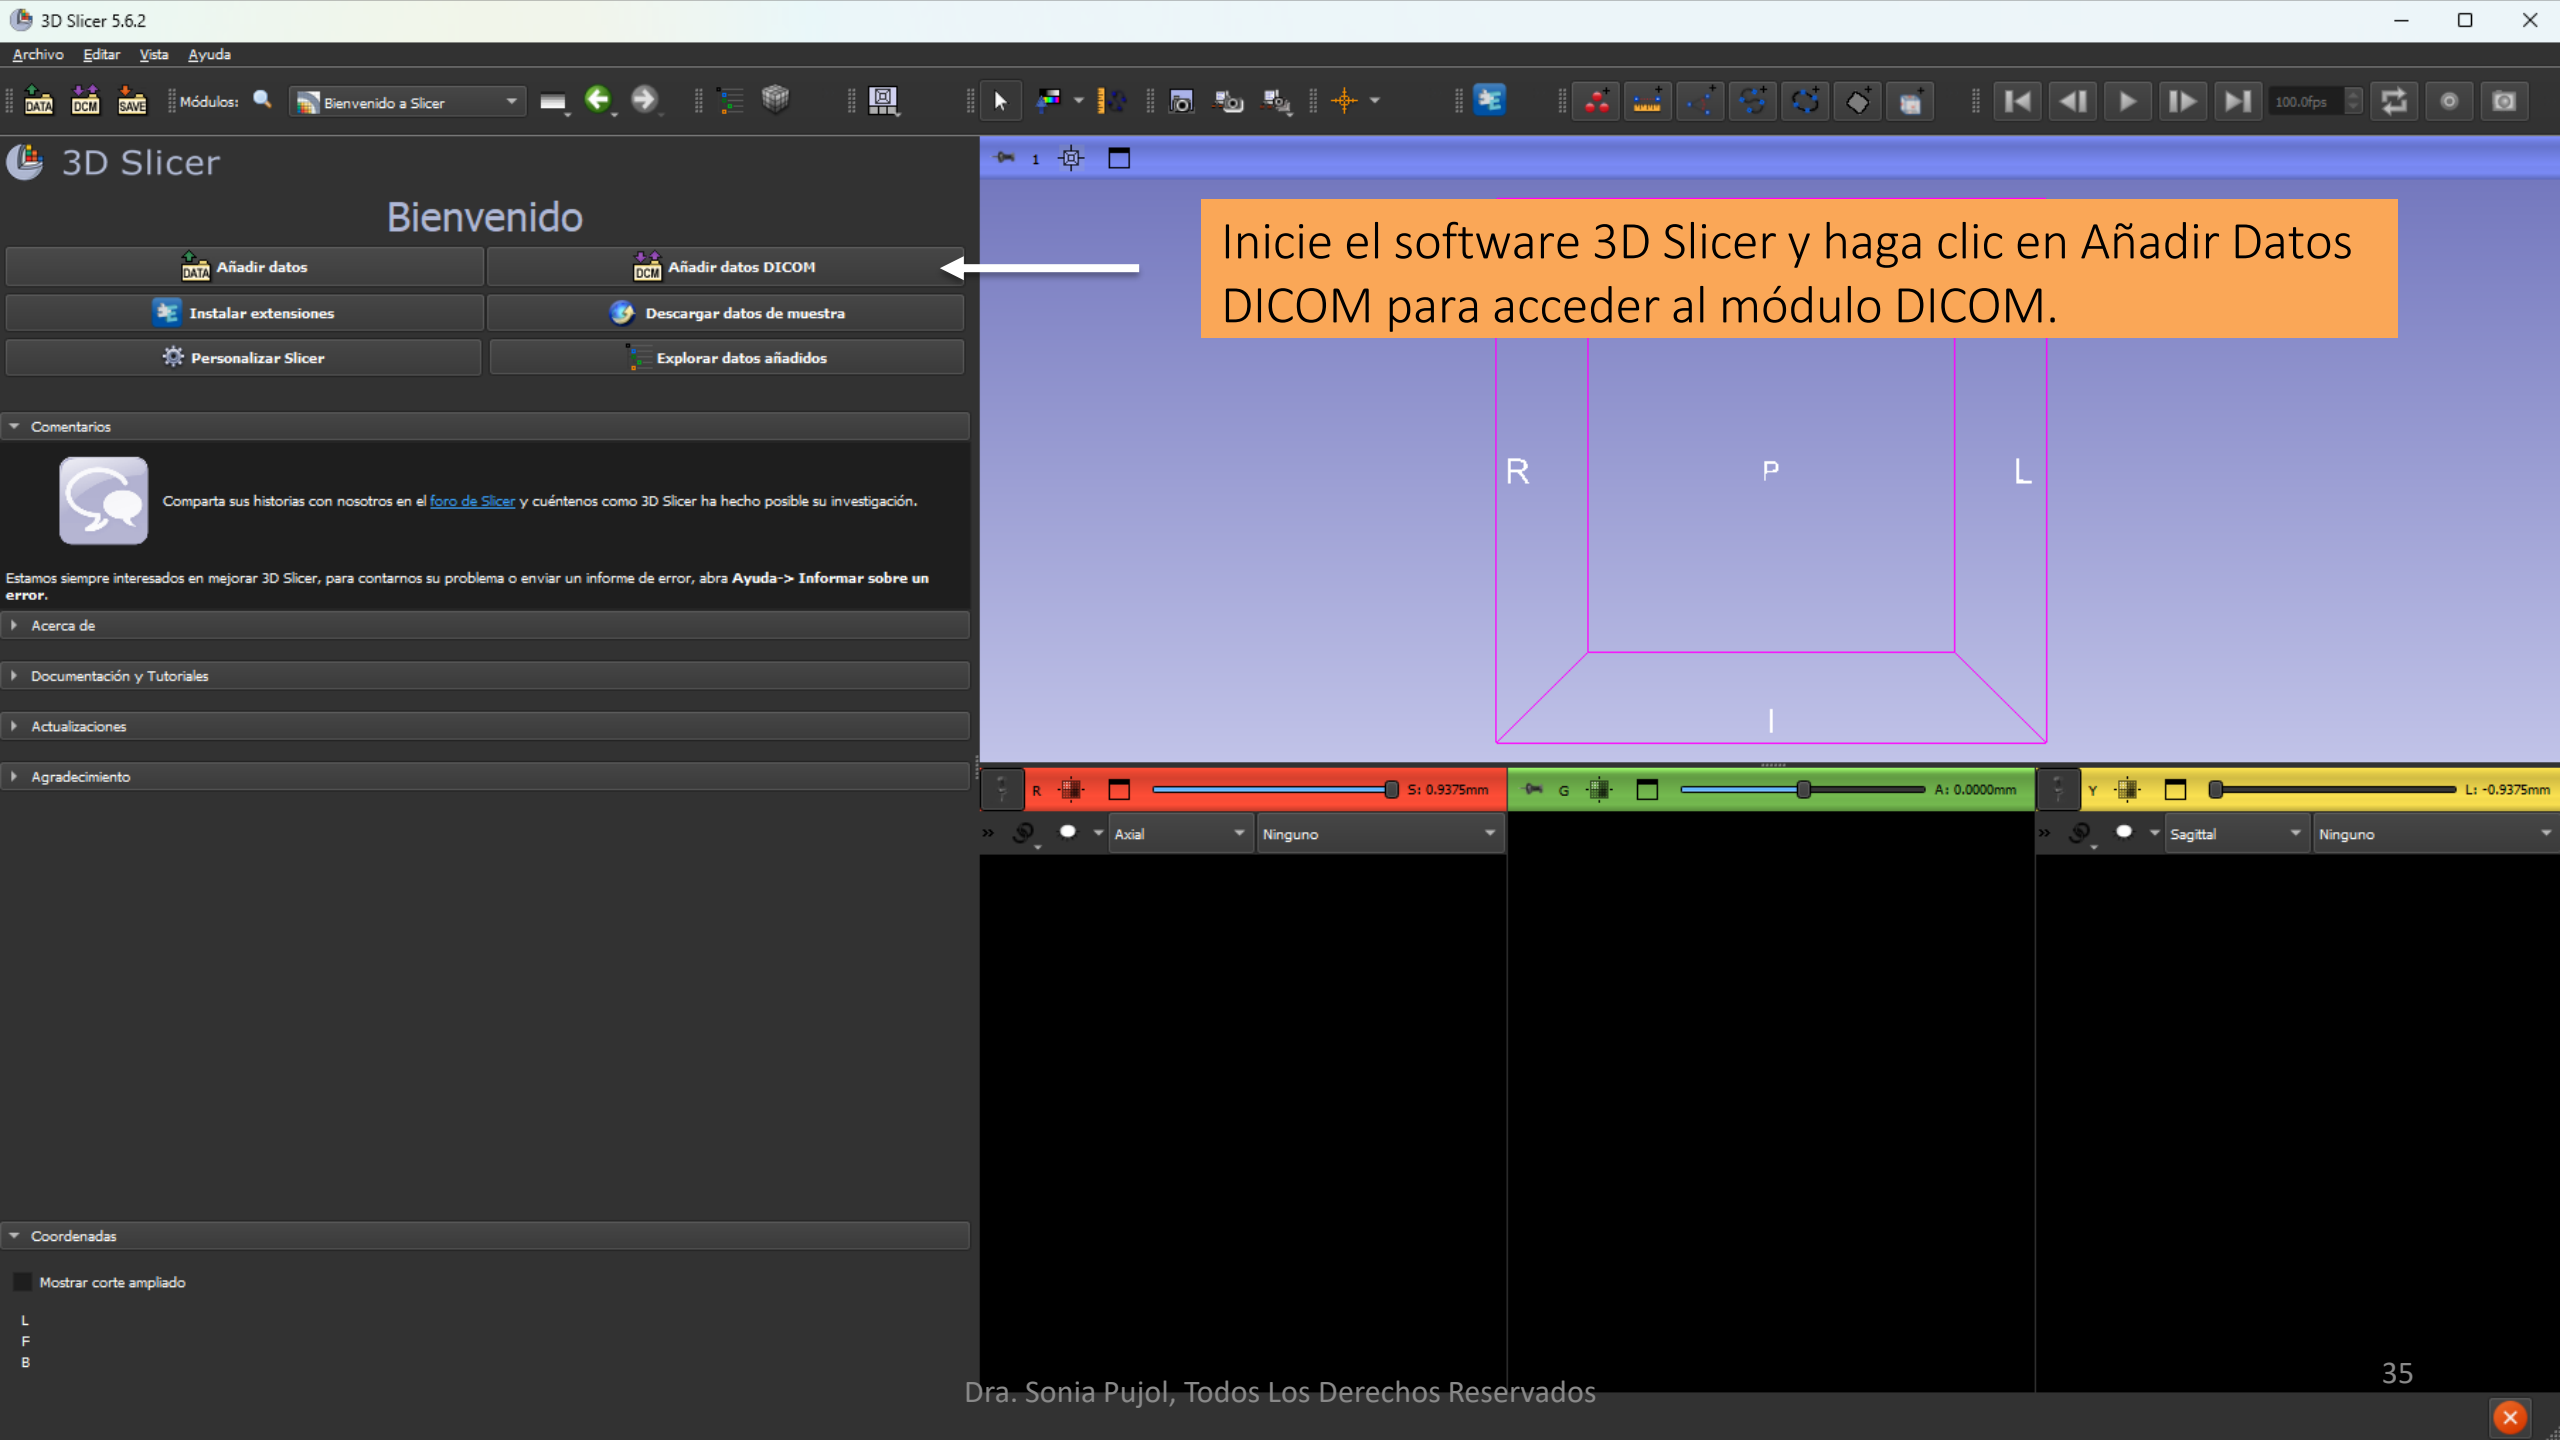 3D Slicer 5.6.2
Archivo Editar Vista Ayuda
DATA DCM SAVE Módulos: Bienvenido a Slicer 100.0fps
3D Slicer
1
Bienvenido
DATA Añadir datos
DCM Añadir datos DICOM
Inicie el software 3D Slicer y haga clic en Añadir Datos
DICOM para acceder al módulo DICOM.
Instalar extensiones
Descargar datos de muestra
Personalizar Slicer
Explorar datos añadidos
Comentarios
Comparta sus historias con nosotros en el foro de Slicer y cuéntenos como 3D Slicer ha hecho posible su investigación.
Estamos siempre interesados en mejorar 3D Slicer, para contarnos su problema o enviar un informe de error, abra Ayuda-> Informar sobre un
error.
Acerca de
Documentación y Tutoriales
Actualizaciones
Agradecimiento
R P L
I
R S: 0.9375mm
G A: 0.0000mm
Y L: -0.9375mm
Axial Ninguno
Sagittal Ninguno
Coordenadas
Mostrar corte ampliado
L
F
B
Dra. Sonia Pujol, Todos Los Derechos Reservados
35